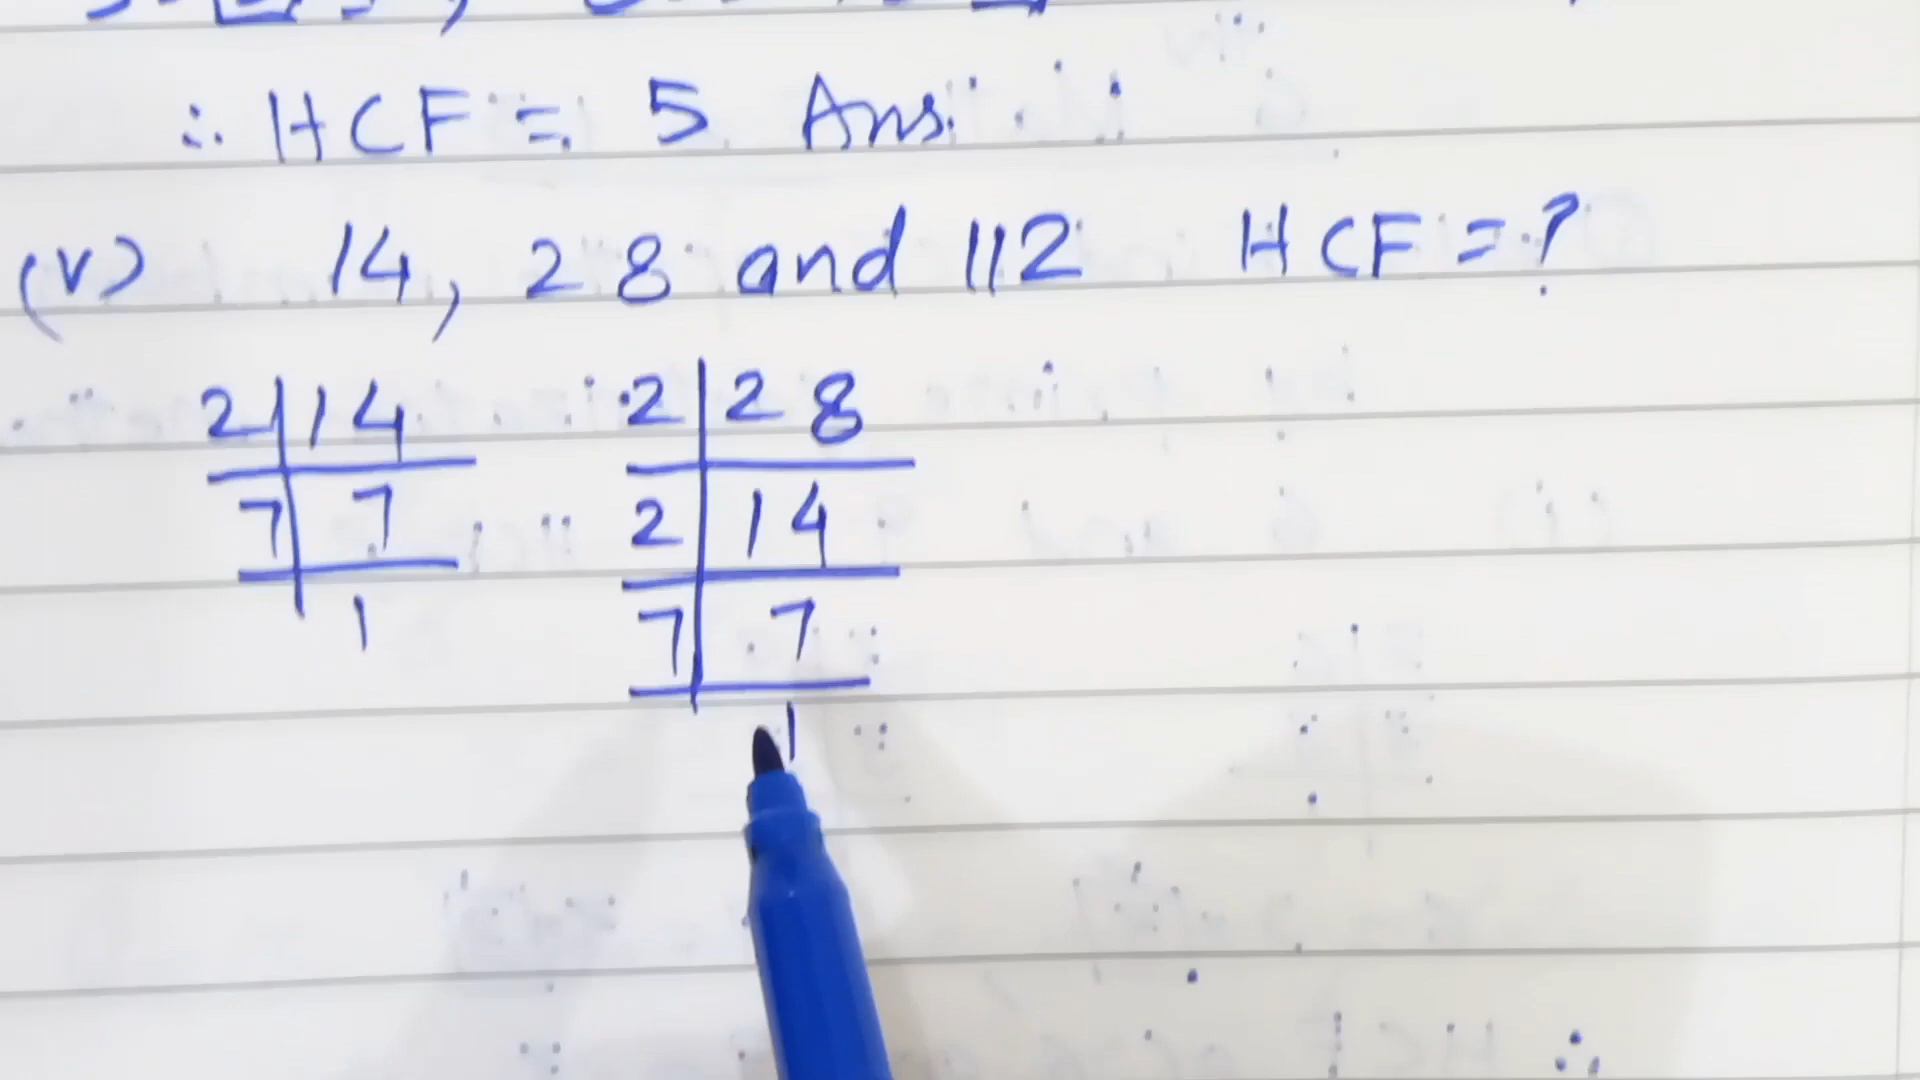 ∴ HCF = 5 Ans.
(v) 14, 28 and 112 HCF = ?
2 | 14 2 | 28
7 | 7 2 | 14
1 7 | 7
1